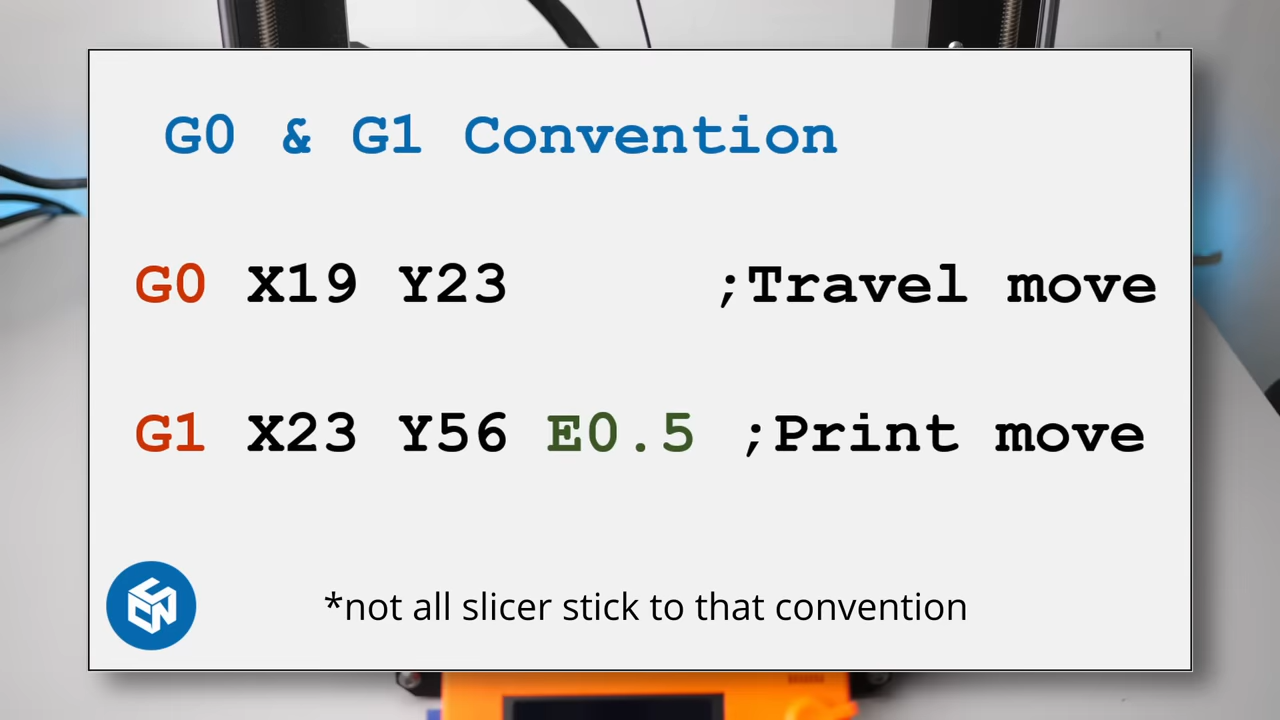 G0 & G1 Convention
G0 X19 Y23 ;Travel move
G1 X23 Y56 E0.5 ;Print move
*not all slicer stick to that convention